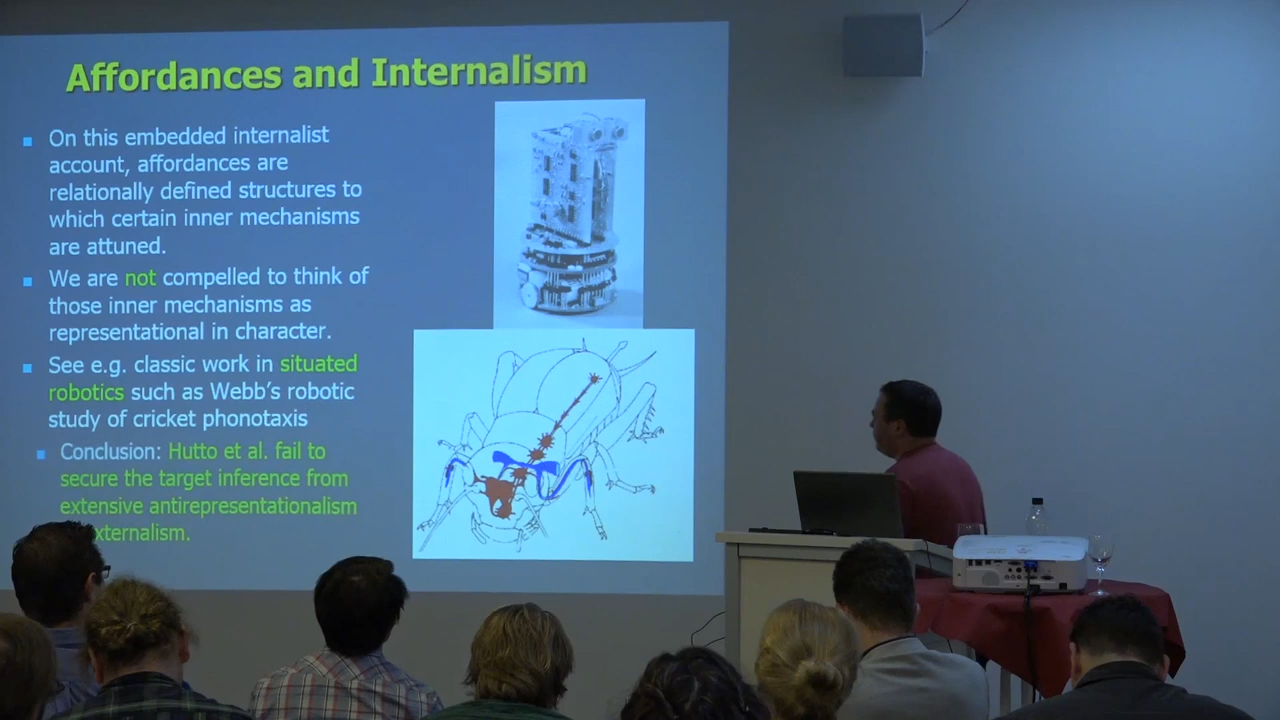 Affordances and Internalism
On this embedded internalist
account, affordances are
relationally defined structures to
which certain inner mechanisms
are attuned.
We are not compelled to think of
those inner mechanisms as
representational in character.
See e.g. classic work in situated
robotics such as Webb's robotic
study of cricket phonotaxis
Conclusion: Hutto et al. fail to
secure the target inference from
extensive antirepresentationalism